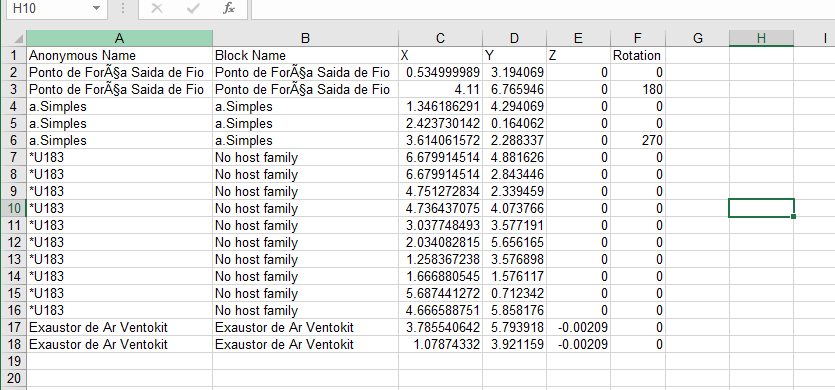 H10 fx
A B C D E F G H I
1 Anonymous Name Block Name X Y Z Rotation
2 Ponto de ForÃ§a Saida de Fio Ponto de ForÃ§a Saida de Fio 0.534999989 3.194069 0 0
3 Ponto de ForÃ§a Saida de Fio Ponto de ForÃ§a Saida de Fio 4.11 6.765946 0 180
4 a.Simples a.Simples 1.346186291 4.294069 0 0
5 a.Simples a.Simples 2.423730142 0.164062 0 0
6 a.Simples a.Simples 3.614061572 2.288337 0 270
7 *U183 No host family 6.679914514 4.881626 0 0
8 *U183 No host family 6.679914514 2.843446 0 0
9 *U183 No host family 4.751272834 2.339459 0 0
10 *U183 No host family 4.736437075 4.073766 0 0
11 *U183 No host family 3.037748493 3.577191 0 0
12 *U183 No host family 2.034082815 5.656165 0 0
13 *U183 No host family 1.258367238 3.576898 0 0
14 *U183 No host family 1.666880545 1.576117 0 0
15 *U183 No host family 5.687441272 0.712342 0 0
16 *U183 No host family 4.666588751 5.858176 0 0
17 Exaustor de Ar Ventokit Exaustor de Ar Ventokit 3.785540642 5.793918 -0.00209 0
18 Exaustor de Ar Ventokit Exaustor de Ar Ventokit 1.07874332 3.921159 -0.00209 0
19
20